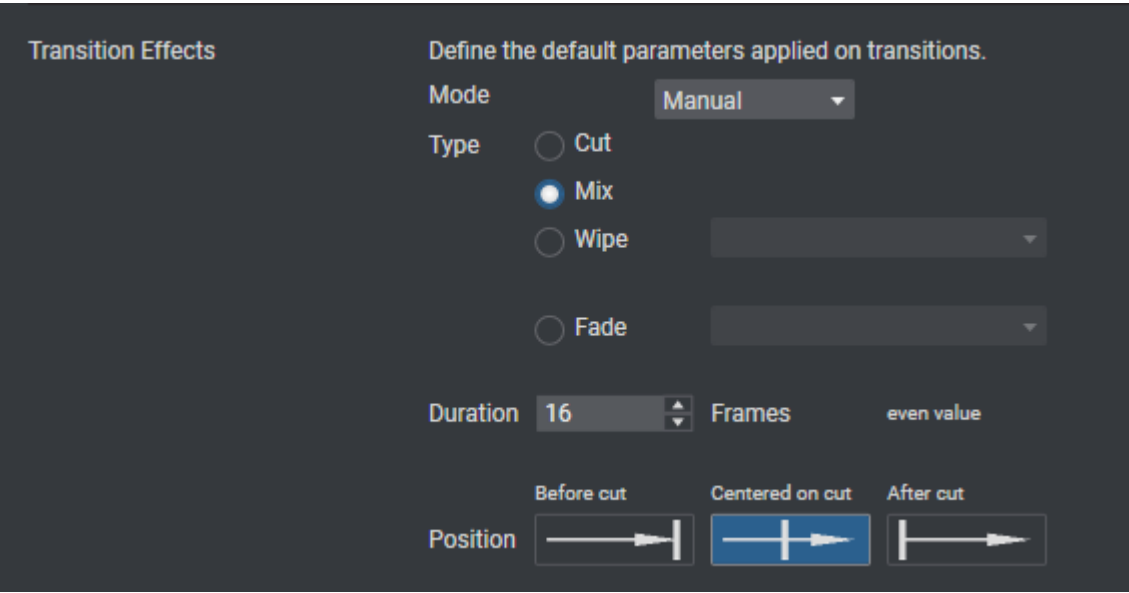 Transition Effects
Define the default parameters applied on transitions.
Mode Manual
Type Cut
Mix
Wipe
Fade
Duration 16 Frames even value
Before cut Centered on cut After cut
Position